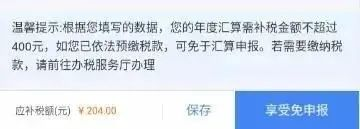 温馨提示:根据您填写的数据，您的年度汇算需补税金额不超过
400元，如您已依法预缴税款，可免于汇算申报。若需要缴纳税
款，请前往办税服务厅办理
应补税额(元) ￥204.00 保存 享受免申报